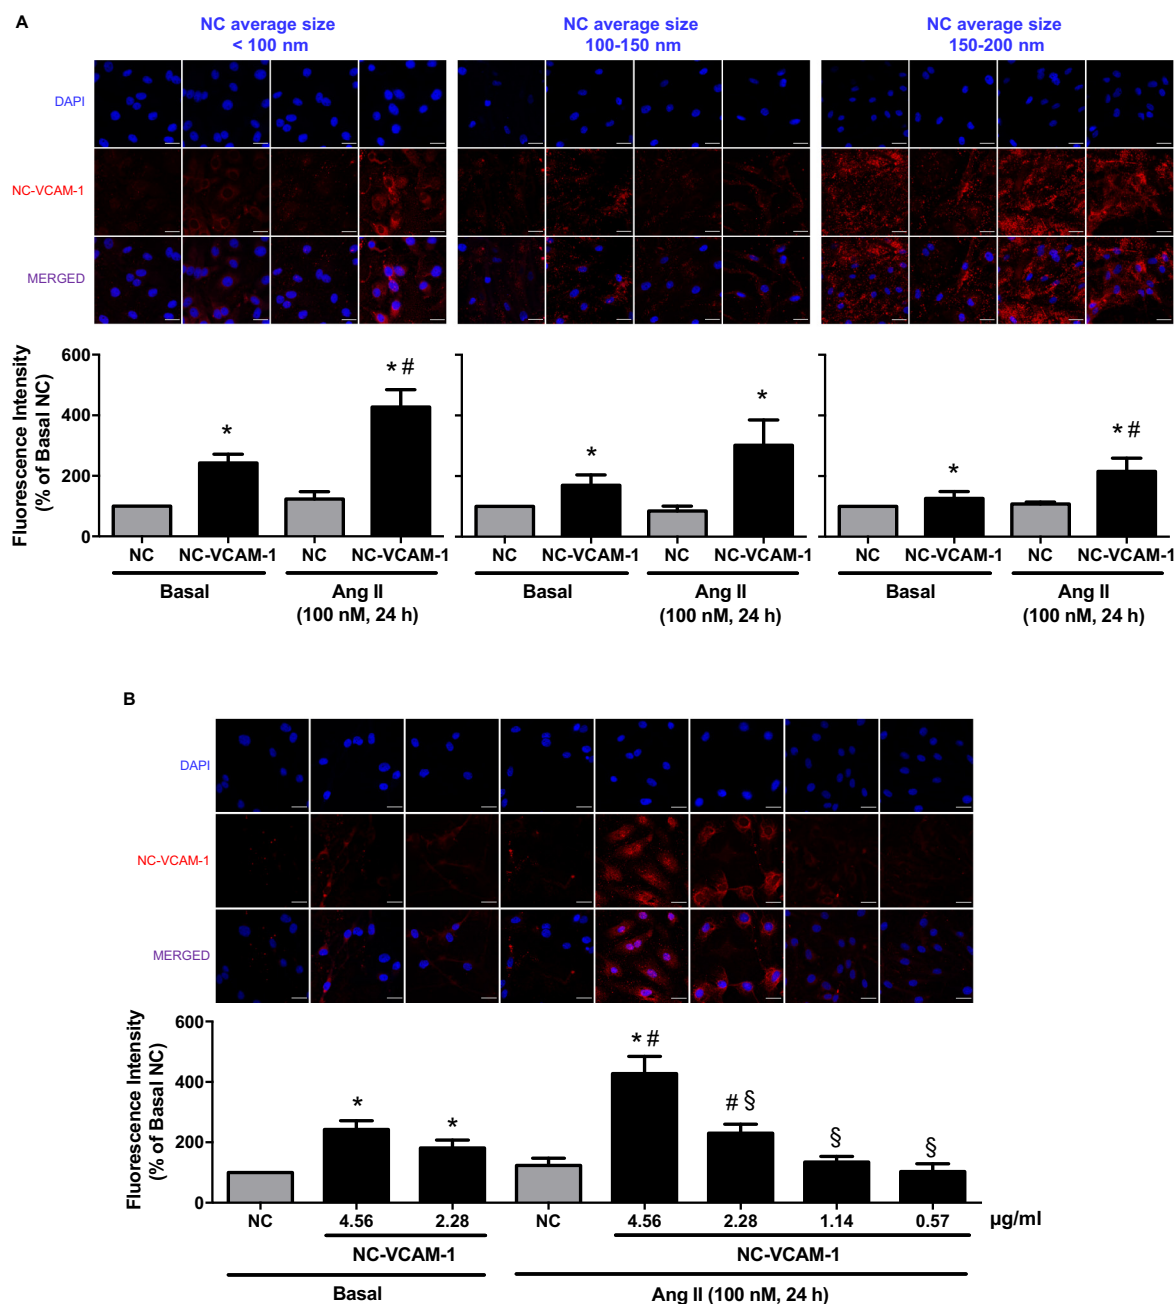 A
NC average size
< 100 nm
NC average size
100-150 nm
NC average size
150-200 nm
DAPI
NC-VCAM-1
MERGED
Fluorescence Intensity
(% of Basal NC)
600
400
200
0
* 
* #
*
*
*
* #
NC NC-VCAM-1 NC NC-VCAM-1
NC NC-VCAM-1 NC NC-VCAM-1
NC NC-VCAM-1 NC NC-VCAM-1
Basal
Ang II
(100 nM, 24 h)
Basal
Ang II
(100 nM, 24 h)
Basal
Ang II
(100 nM, 24 h)
B
DAPI
NC-VCAM-1
MERGED
Fluorescence Intensity
(% of Basal NC)
600
400
200
0
*
*
* #
# §
§
§
NC 4.56 2.28 NC 4.56 2.28 1.14 0.57 µg/ml
NC-VCAM-1 NC-VCAM-1
Basal Ang II (100 nM, 24 h)